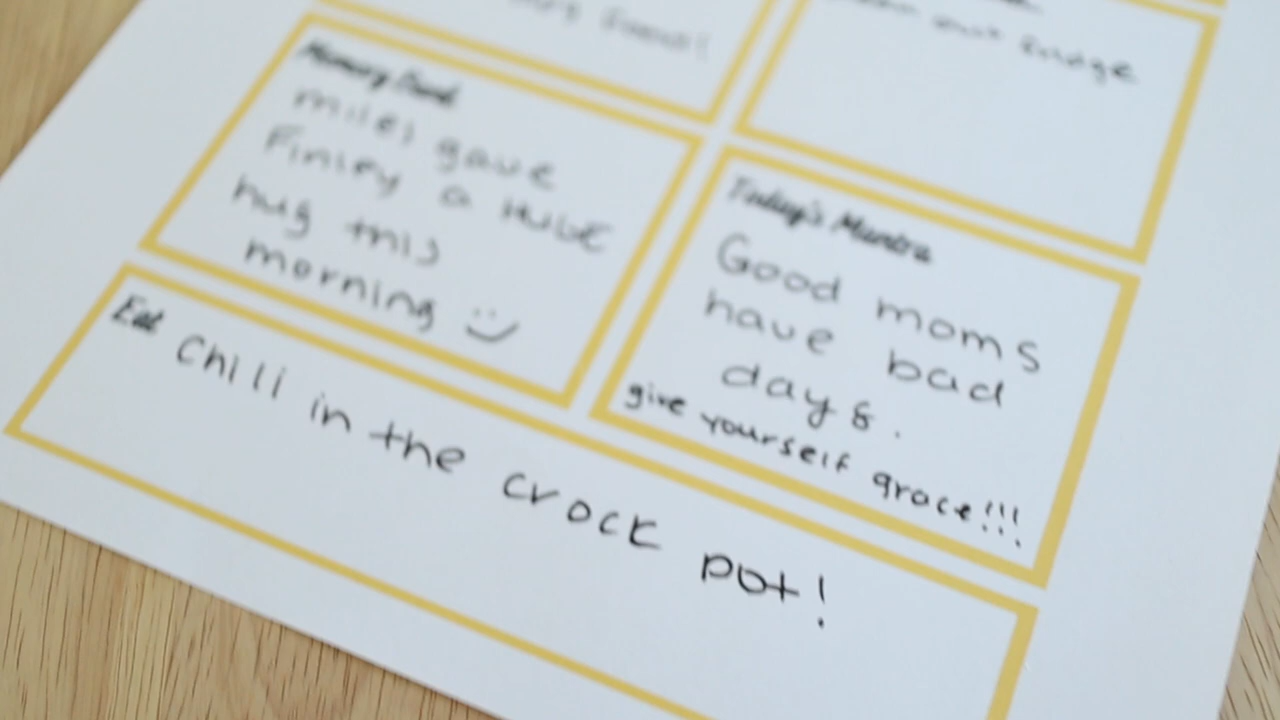 Memory Bank
miles gave
Finley a HUGE
hug this
morning
Today's Mantra
Good moms
have bad
days.
give yourself grace!!!
Eat Chili in the crock pot!